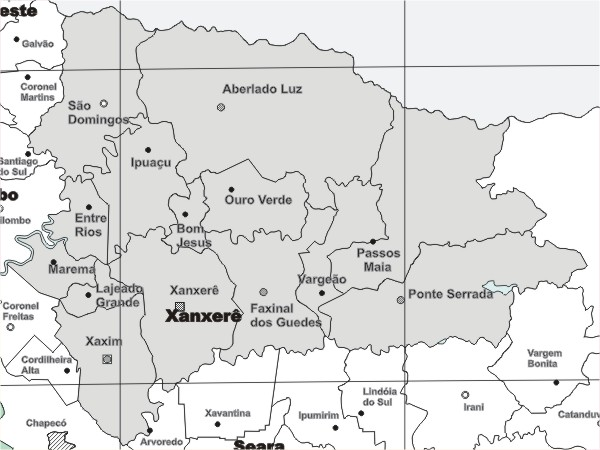 este
Galvão
Coronel
Martins
Aberlado Luz
São
Domingos
Santiago
do Sul
Ipuaçu
bo
ilombo
Ouro Verde
Entre
Rios
Bom
Jesus
Passos
Maia
Marema
Lajeado
Grande
Xanxerê
Xanxerê
Vargeão
Faxinal
dos Guedes
Ponte Serrada
Coronel
Freitas
Xaxim
Cordilheira
Alta
Vargem
Bonita
Lindóia
do Sul
Irani
Chapecó
Xavantina
Ipumirim
Catanduv
Arvoredo
Seara